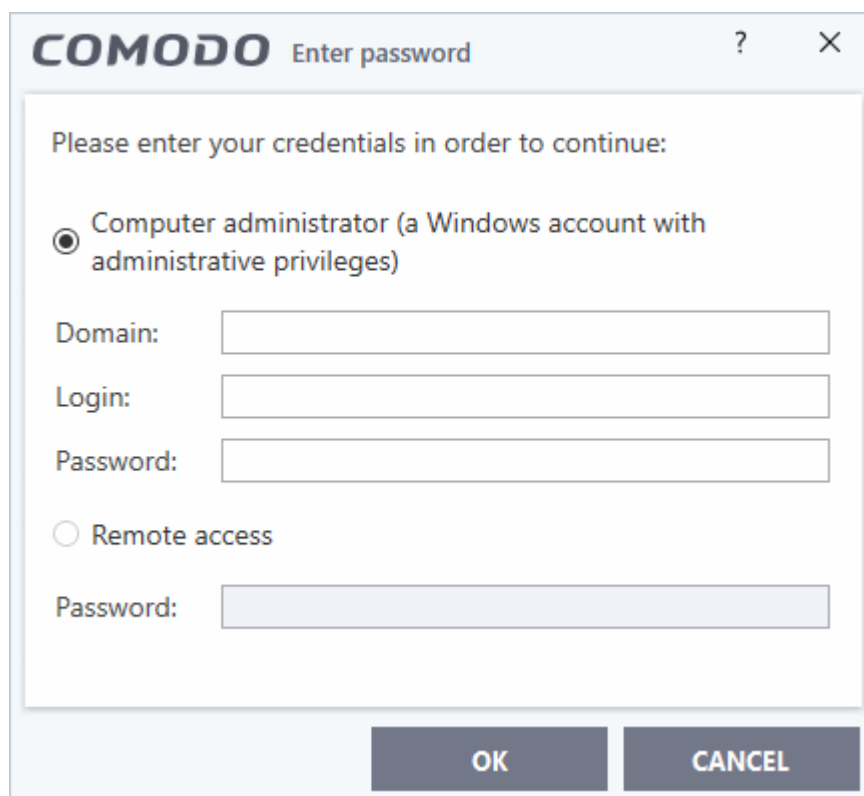 COMODO Enter password ?
Please enter your credentials in order to continue:
Computer administrator (a Windows account with
administrative privileges)
Domain:
Login:
Password:
Remote access
Password:
OK CANCEL